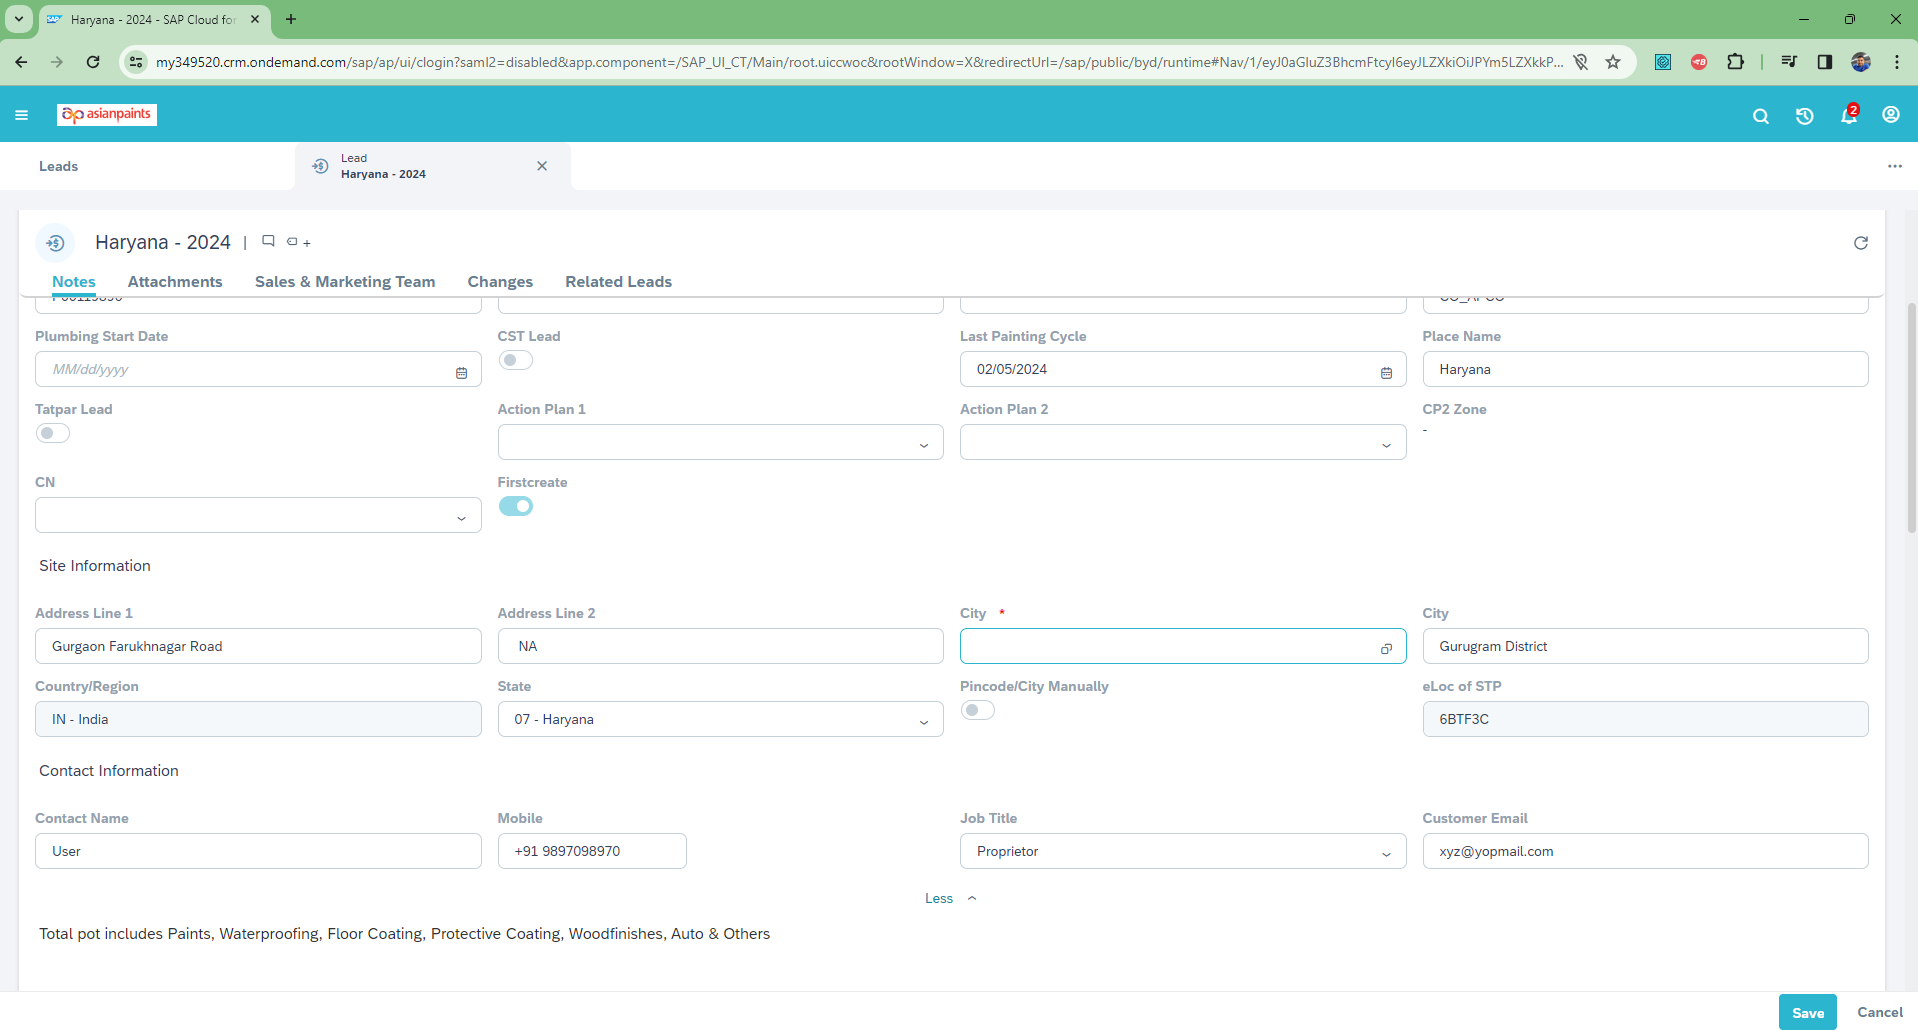 Haryana - 2024 - SAP Cloud for
my349520.crm.ondemand.com/sap/ap/ui/clogin?saml2=disabled&app.component=/SAP_UI_CT/Main/root.uiccwoc&rootWindow=X&redirectUrl=/sap/public/byd/runtime#Nav/1/eyJ0aGluZ3BhcmFtcyI6eyJLZXkiOiJPYm5LZXkkP...
asianpaints
2
Leads
Lead
Haryana - 2024
Haryana - 2024
Notes Attachments Sales & Marketing Team Changes Related Leads
Plumbing Start Date CST Lead Last Painting Cycle Place Name
MM/dd/yyyy 02/05/2024 Haryana
Tatpar Lead Action Plan 1 Action Plan 2 CP2 Zone
-
CN Firstcreate
Site Information
Address Line 1 Address Line 2 City * City
Gurgaon Farukhnagar Road NA Gurugram District
Country/Region State Pincode/City Manually eLoc of STP
IN - India 07 - Haryana 6BTF3C
Contact Information
Contact Name Mobile Job Title Customer Email
User +91 9897098970 Proprietor xyz@yopmail.com
Less
Total pot includes Paints, Waterproofing, Floor Coating, Protective Coating, Woodfinishes, Auto & Others
Save Cancel